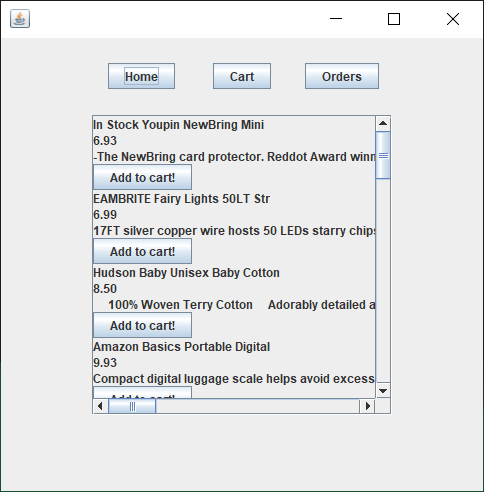 Home Cart Orders
In Stock Youpin NewBring Mini
6.93
-The NewBring card protector. Reddot Award winn
Add to cart!
EAMBRITE Fairy Lights 50LT Str
6.99
17FT silver copper wire hosts 50 LEDs starry chips
Add to cart!
Hudson Baby Unisex Baby Cotton
8.50
100% Woven Terry Cotton Adorably detailed a
Add to cart!
Amazon Basics Portable Digital
9.93
Compact digital luggage scale helps avoid excess
Add to cart!